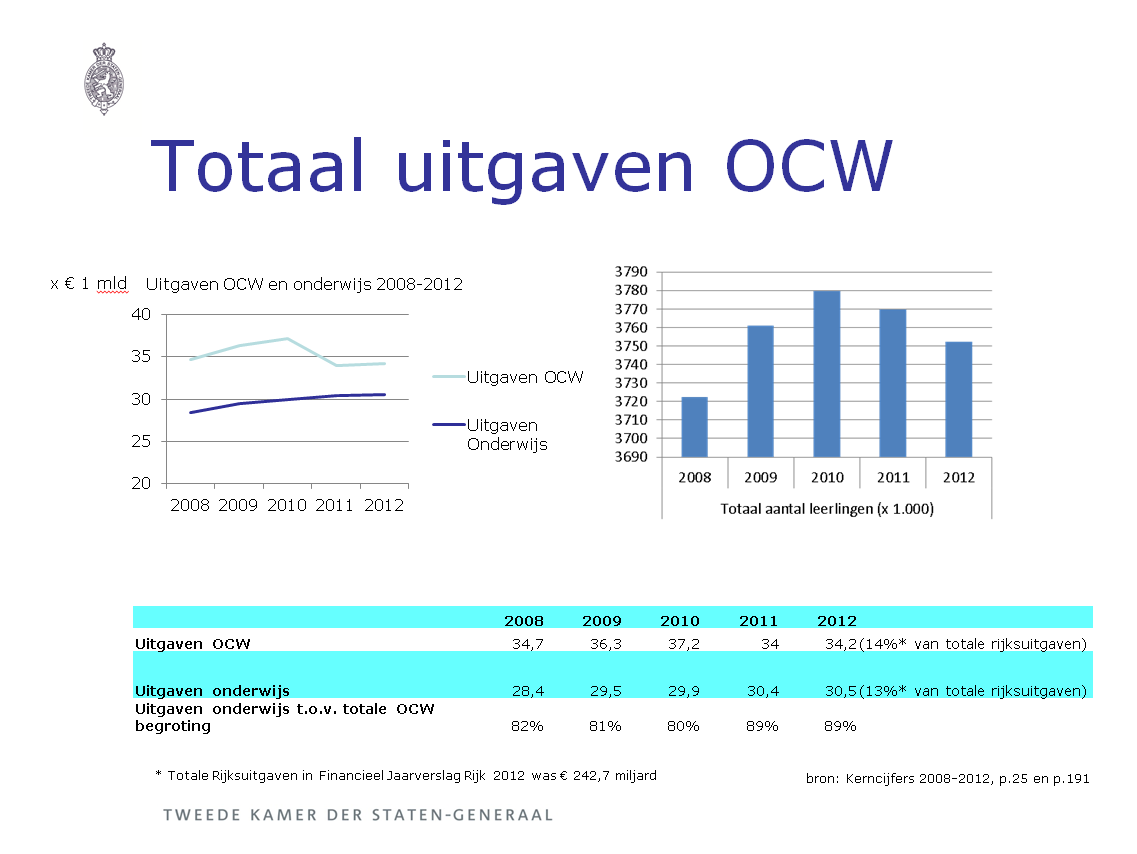 Totaal uitgaven OCW
x € 1 mld
Uitgaven OCW en onderwijs 2008-2012
40
35
30
25
20
2008 2009 2010 2011 2012
Uitgaven OCW
Uitgaven
Onderwijs
3790
3780
3770
3760
3750
3740
3730
3720
3710
3700
3690
2008 2009 2010 2011 2012
Totaal aantal leerlingen (x 1.000)
2008 2009 2010 2011 2012
Uitgaven OCW 34,7 36,3 37,2 34 34,2 (14%* van totale rijksuitgaven)
Uitgaven onderwijs 28,4 29,5 29,9 30,4 30,5 (13%* van totale rijksuitgaven)
Uitgaven onderwijs t.o.v. totale OCW
begroting 82% 81% 80% 89% 89%
* Totale Rijksuitgaven in Financieel Jaarverslag Rijk 2012 was € 242,7 miljard
bron: Kerncijfers 2008-2012, p.25 en p.191
TWEEDE KAMER DER STATEN-GENERAAL